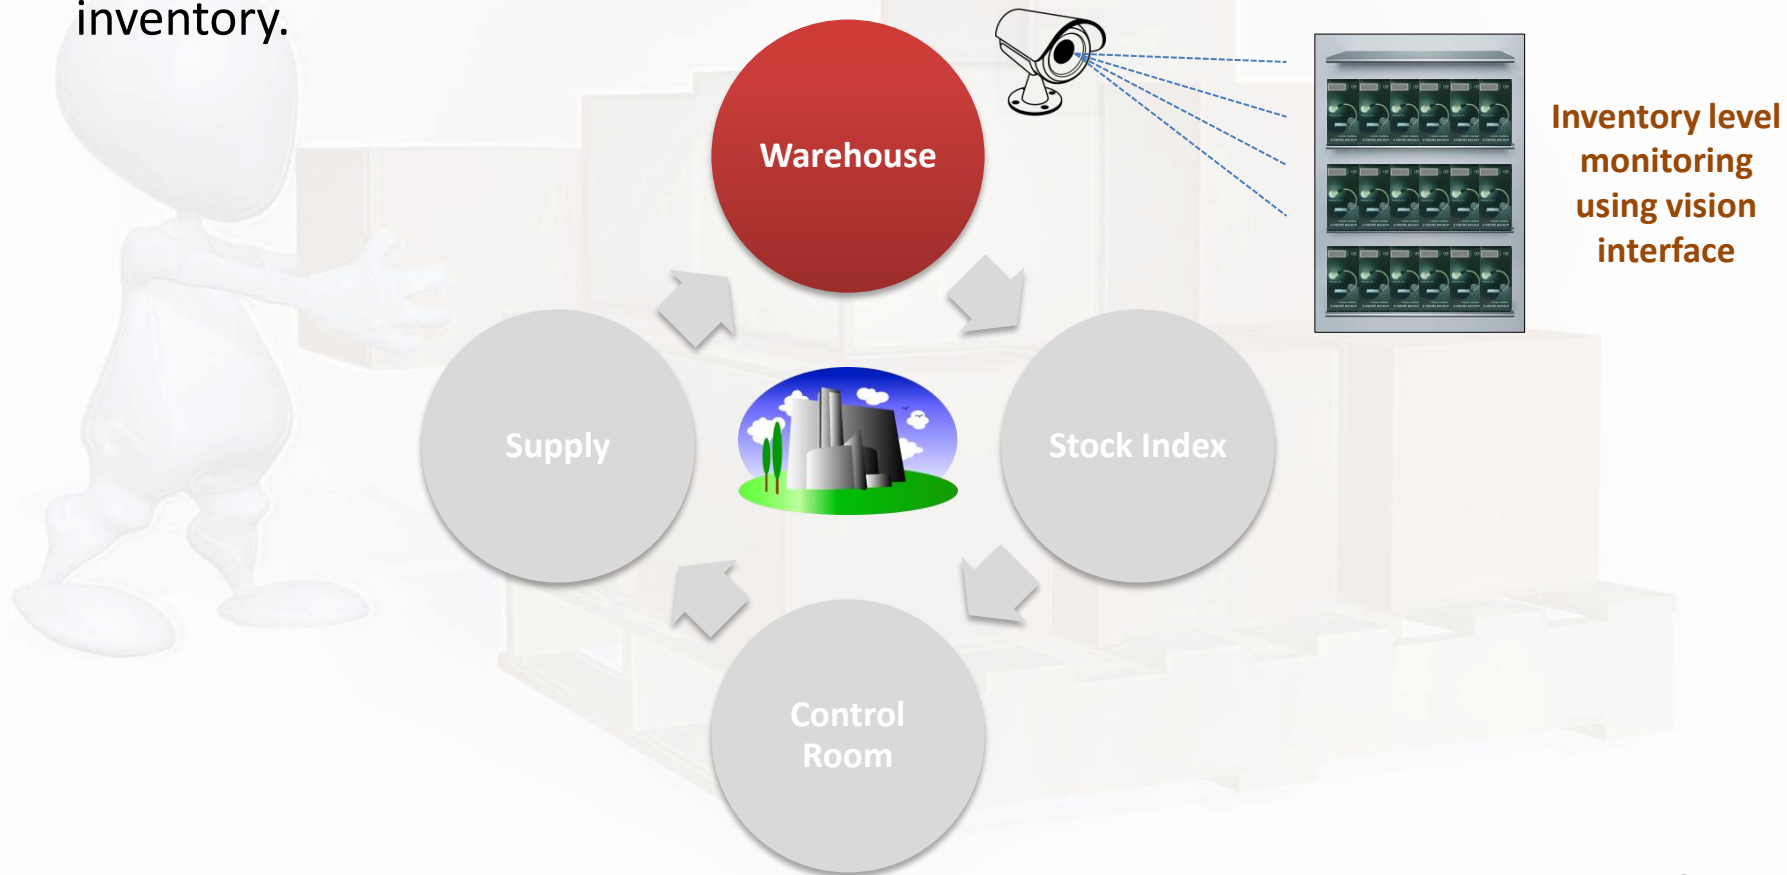 inventory.
Warehouse
Inventory level
monitoring
using vision
interface
Supply
Stock Index
Control
Room